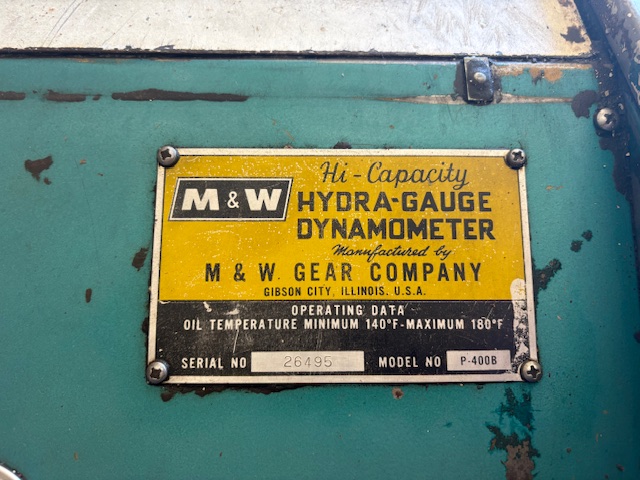 Hi-Capacity
M & W HYDRA-GAUGE
DYNAMOMETER
Manufactured by
M & W GEAR COMPANY
GIBSON CITY, ILLINOIS, U.S.A.
OPERATING DATA
OIL TEMPERATURE MINIMUM 140°F-MAXIMUM 180°F
SERIAL NO 26495 MODEL NO P-400B